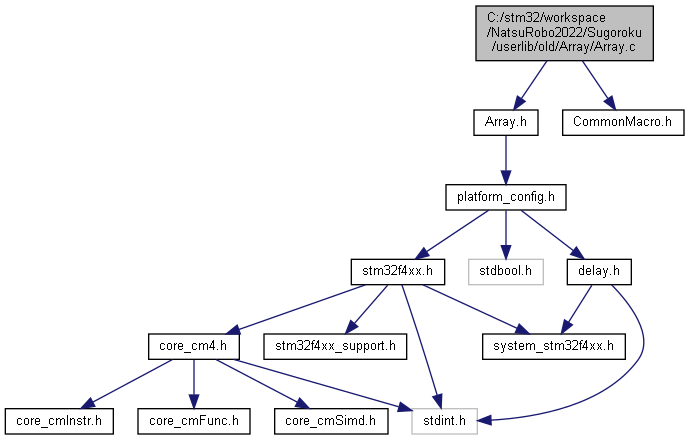 C:/stm32/workspace
/NatsuRobo2022/Sugoroku
/userlib/old/Array/Array.c
Array.h
CommonMacro.h
platform_config.h
stm32f4xx.h
stdbool.h
delay.h
core_cm4.h
stm32f4xx_support.h
system_stm32f4xx.h
core_cmInstr.h
core_cmFunc.h
core_cmSimd.h
stdint.h